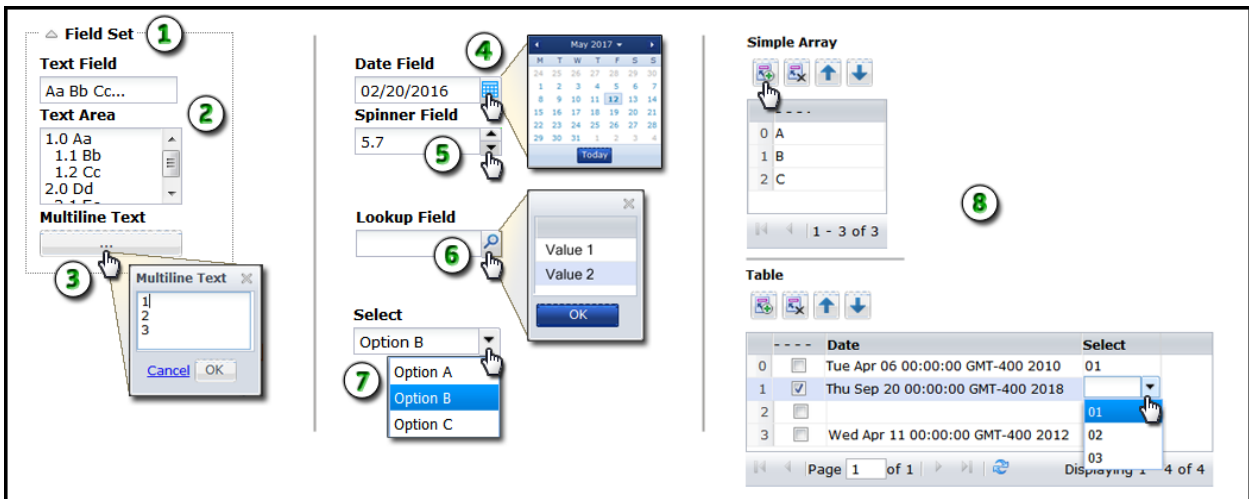 Field Set
1
Text Field
Aa Bb Cc...
2
Text Area
1.0 Aa
1.1 Bb
1.2 Cc
2.0 Dd
Multiline Text
...
3
Multiline Text
1
2
3
Cancel OK
Date Field
4
02/20/2016
May 2017
M T W T F S S
24 25 26 27 28 29 30
1 2 3 4 5 6 7
8 9 10 11 12 13 14
15 16 17 18 19 20 21
22 23 24 25 26 27 28
29 30 31 1 2 3 4
Today
Spinner Field
5.7
5
Lookup Field
6
Value 1
Value 2
OK
Select
Option B
7
Option A
Option B
Option C
Simple Array
- - - -
0 A
1 B
2 C
1 - 3 of 3
8
Table
- - - - Date Select
0 Tue Apr 06 00:00:00 GMT-400 2010 01
1 Thu Sep 20 00:00:00 GMT-400 2018
2
3 Wed Apr 11 00:00:00 GMT-400 2012
01
02
03
Page 1 of 1
Displaying 1 - 4 of 4